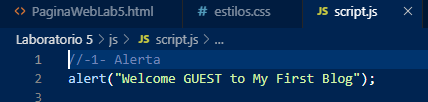 PaginaWebLab5.html
estilos.css
JS script.js
Laboratorio 5 > js > JS script.js > ...
1 //-1- Alerta
2 alert("Welcome GUEST to My First Blog");